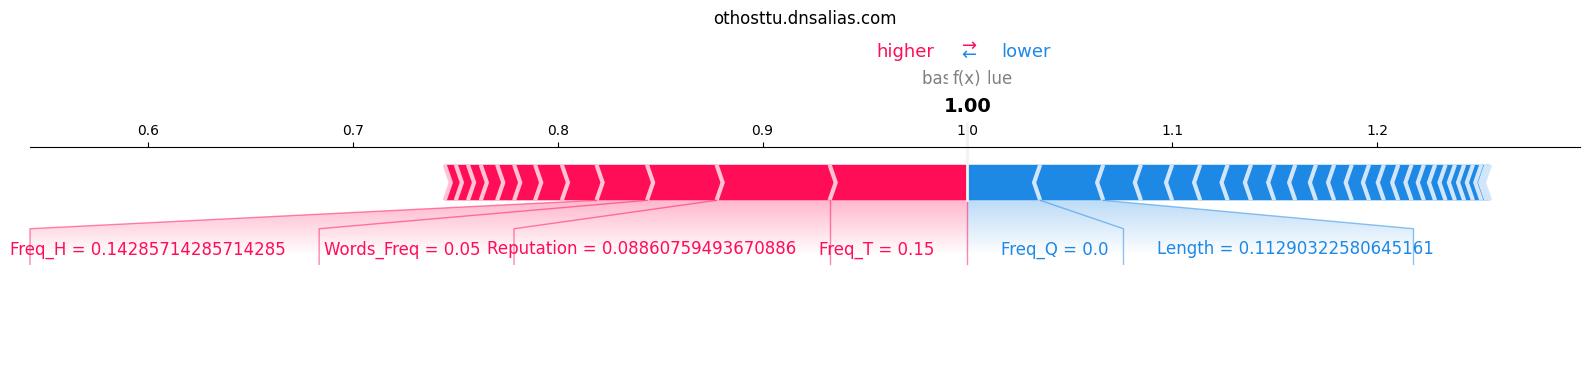 othosttu.dnsalias.com
higher ⇄ lower
bas f(x) lue
1.00
0.6 0.7 0.8 0.9 1.0 1.1 1.2
Freq_H = 0.14285714285714285 Words_Freq = 0.05 Reputation = 0.08860759493670886 Freq_T = 0.15 Freq_Q = 0.0 Length = 0.11290322580645161